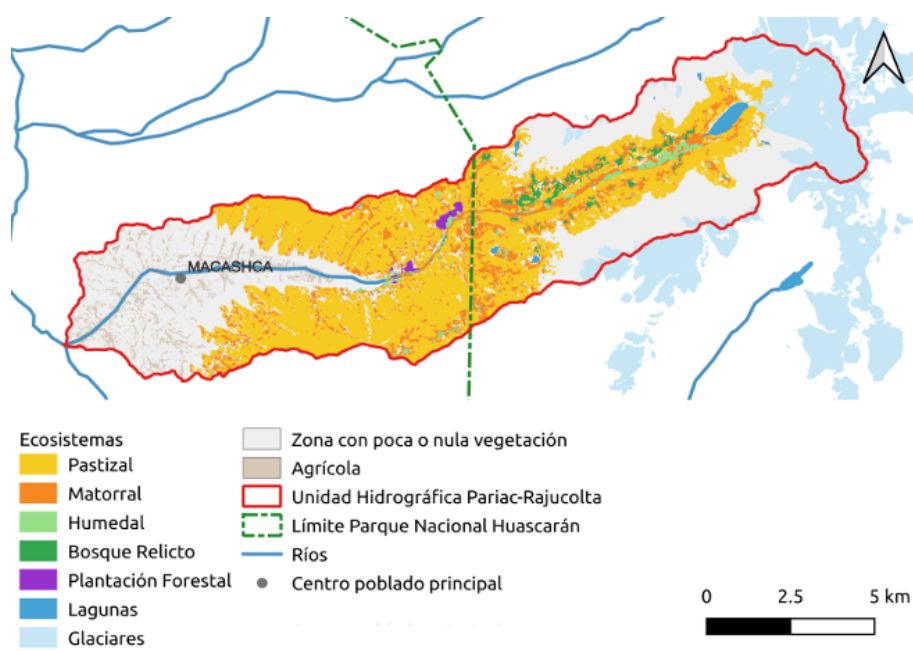 MACASHCA
Ecosistemas
Pastizal
Matorral
Humedal
Bosque Relicto
Plantación Forestal
Lagunas
Glaciares
Zona con poca o nula vegetación
Agrícola
Unidad Hidrográfica Pariac-Rajucolta
Límite Parque Nacional Huascarán
Ríos
Centro poblado principal
0 2.5 5 km